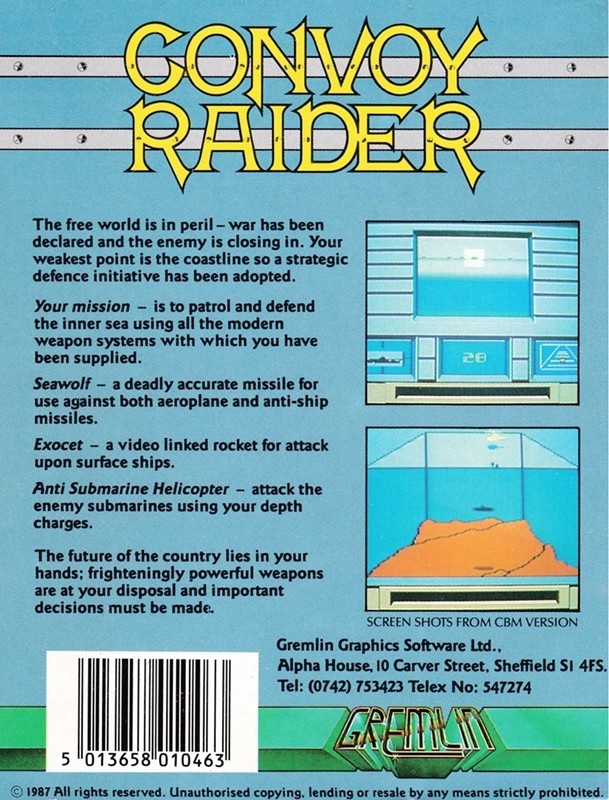 CONVOY
RAIDER
The free world is in peril – war has been
declared and the enemy is closing in. Your
weakest point is the coastline so a strategic
defence initiative has been adopted.
Your mission – is to patrol and defend
the inner sea using all the modern
weapon systems with which you have
been supplied.
Seawolf – a deadly accurate missile for
use against both aeroplane and anti-ship
missiles.
Exocet – a video linked rocket for attack
upon surface ships.
Anti Submarine Helicopter – attack the
enemy submarines using your depth
charges.
The future of the country lies in your
hands; frighteningly powerful weapons
are at your disposal and important
decisions must be made.
28
SCREEN SHOTS FROM CBM VERSION
Gremlin Graphics Software Ltd.,
Alpha House, 10 Carver Street, Sheffield S1 4FS.
Tel: (0742) 753423 Telex No: 547274
5 013658 010463
GREMLIN
© 1987 All rights reserved. Unauthorised copying, lending or resale by any means strictly prohibited.